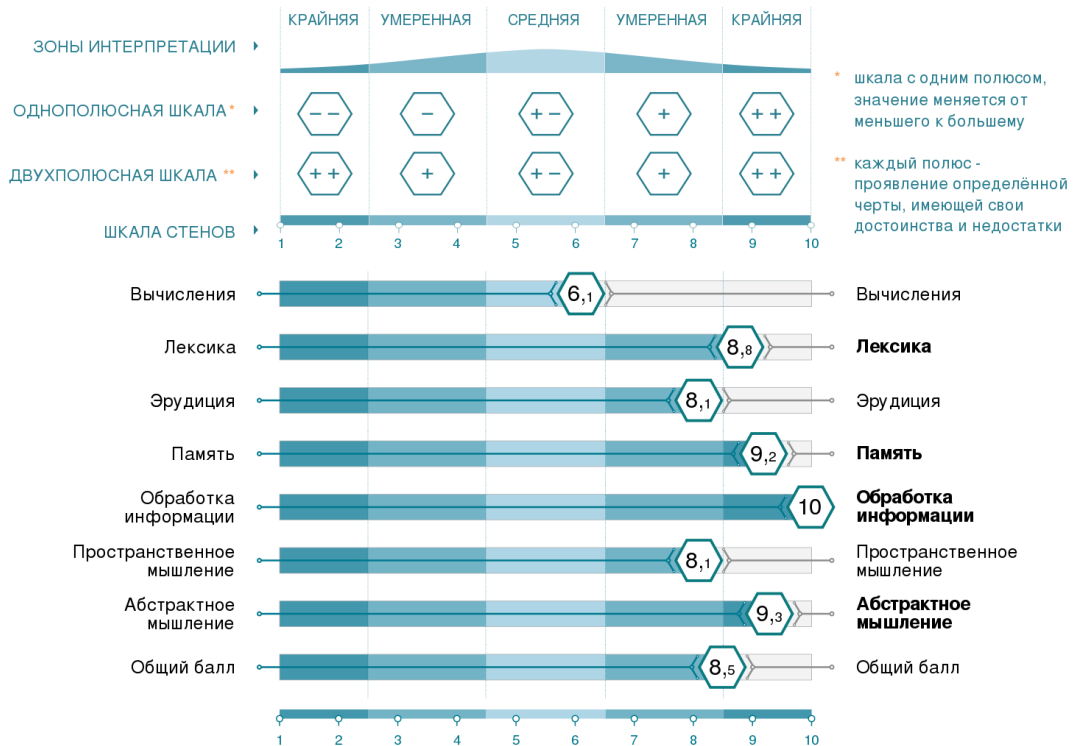 КРАЙНЯЯ УМЕРЕННАЯ СРЕДНЯЯ УМЕРЕННАЯ КРАЙНЯЯ
ЗОНЫ ИНТЕРПРЕТАЦИИ
ОДНОПОЛЮСНАЯ ШКАЛА * − − − + − + + +
* шкала с одним полюсом,
значение меняется от
меньшего к большему
ДВУХПОЛЮСНАЯ ШКАЛА ** + + + + − + + +
** каждый полюс -
проявление определённой
черты, имеющей свои
достоинства и недостатки
ШКАЛА СТЕНОВ
1 2 3 4 5 6 7 8 9 10
Вычисления 6,1 Вычисления
Лексика 8,8 Лексика
Эрудиция 8,1 Эрудиция
Память 9,2 Память
Обработка
информации
10
Обработка
информации
Пространственное
мышление
8,1
Пространственное
мышление
Абстрактное
мышление
9,3
Абстрактное
мышление
Общий балл 8,5 Общий балл
1 2 3 4 5 6 7 8 9 10